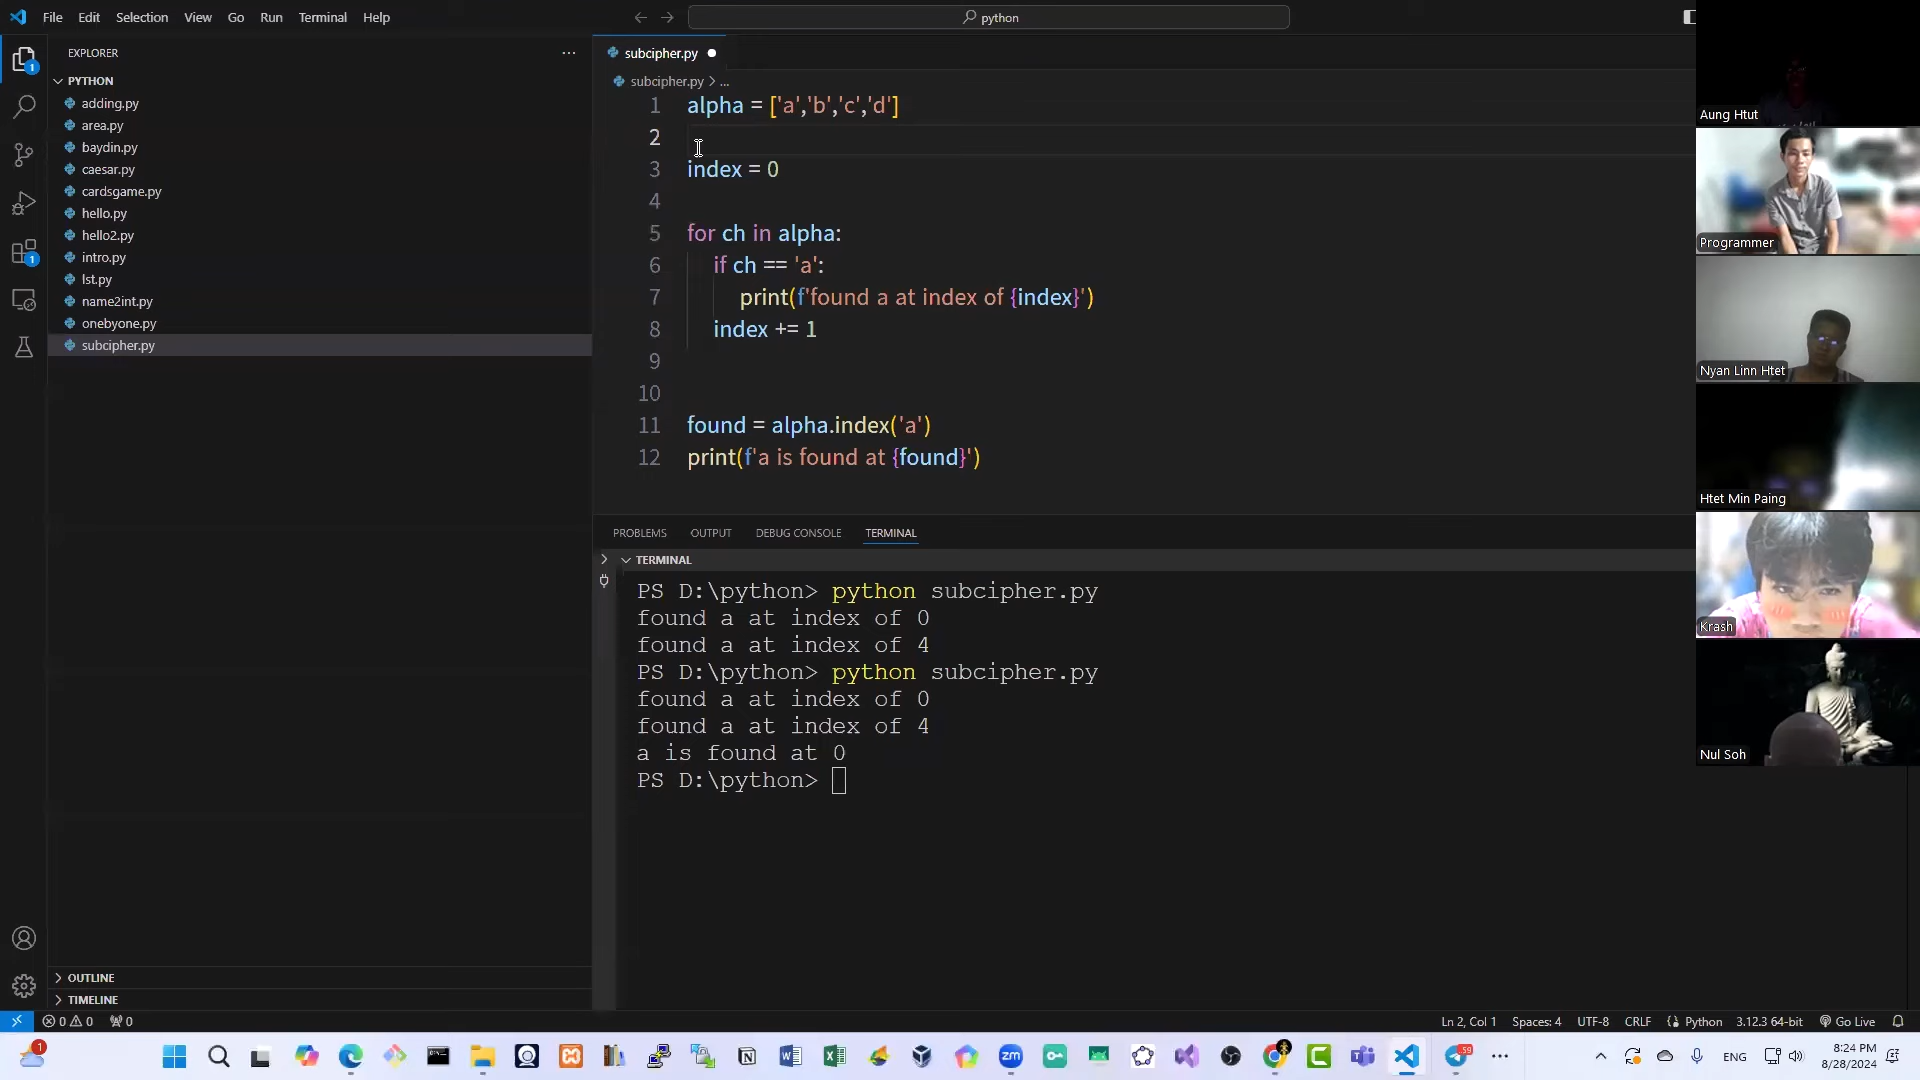 File Edit Selection View Go Run Terminal Help
python
EXPLORER
PYTHON
adding.py
area.py
baydin.py
caesar.py
cardsgame.py
hello.py
hello2.py
intro.py
lst.py
name2int.py
onebyone.py
subcipher.py
OUTLINE
TIMELINE
subcipher.py
subcipher.py > ...
1 alpha = ['a','b','c','d']
2
3 index = 0
4
5 for ch in alpha:
6 if ch == 'a':
7 print(f'found a at index of {index}')
8 index += 1
9
10
11 found = alpha.index('a')
12 print(f'a is found at {found}')
PROBLEMS OUTPUT DEBUG CONSOLE TERMINAL
TERMINAL
PS D:\python> python subcipher.py
found a at index of 0
found a at index of 4
PS D:\python> python subcipher.py
found a at index of 0
found a at index of 4
a is found at 0
PS D:\python>
Aung Htut
Programmer
Nyan Linn Htet
Htet Min Paing
Krash
Nul Soh
0 0 0
Ln 2, Col 1 Spaces: 4 UTF-8 CRLF Python 3.12.3 64-bit Go Live
1
1
1
zm
59
ENG
8:24 PM
8/28/2024